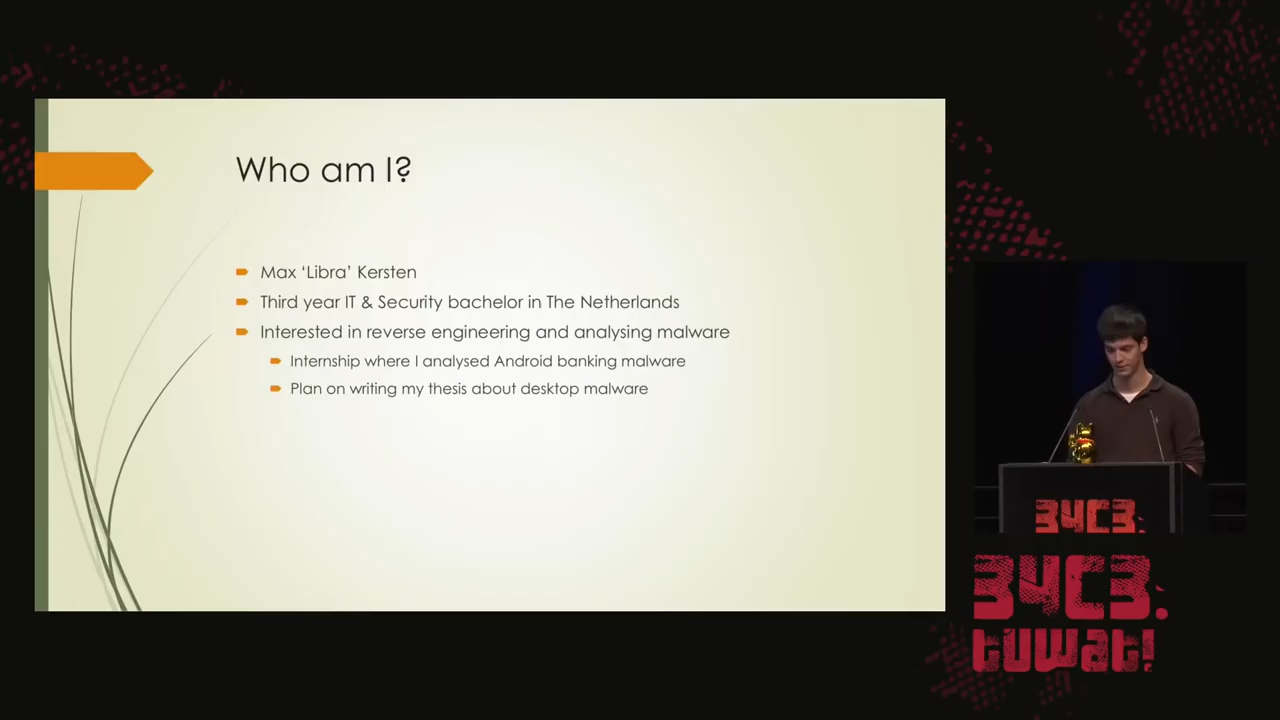 Who am I?
Max ‘Libra’ Kersten
Third year IT & Security bachelor in The Netherlands
Interested in reverse engineering and analysing malware
Internship where I analysed Android banking malware
Plan on writing my thesis about desktop malware
34C3.
34C3.
tuwat!